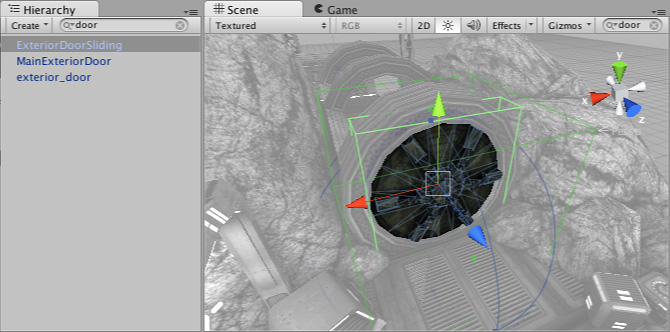 Hierarchy
Create door
ExteriorDoorSliding
MainExteriorDoor
exterior_door
Scene Game
Textured RGB 2D Effects Gizmos door
y
x
z